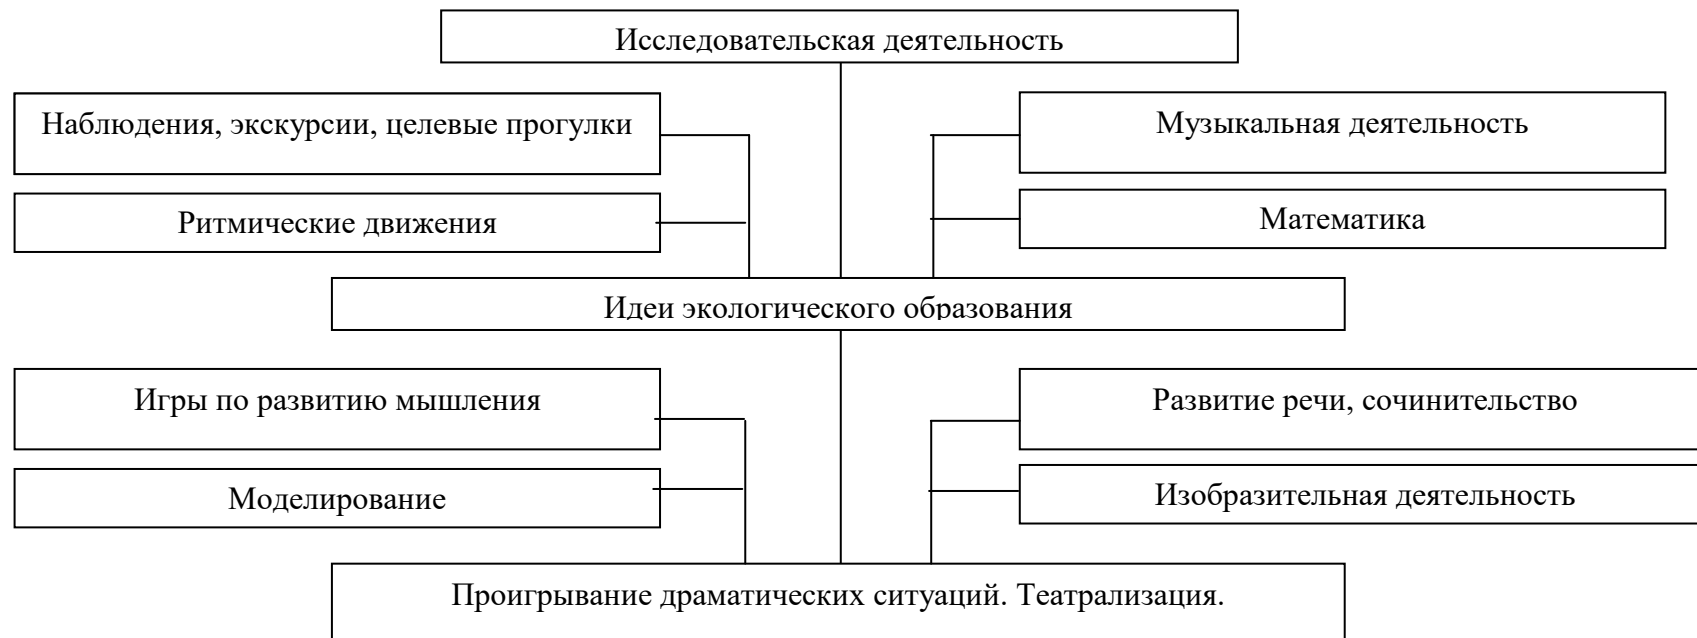 Исследовательская деятельность
Наблюдения, экскурсии, целевые прогулки
Музыкальная деятельность
Ритмические движения
Математика
Идеи экологического образования
Игры по развитию мышления
Развитие речи, сочинительство
Моделирование
Изобразительная деятельность
Проигрывание драматических ситуаций. Театрализация.